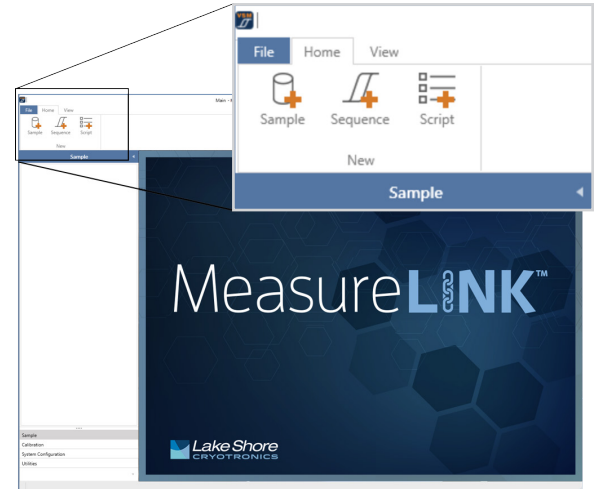 VSM
File Home View
Sample Sequence Script
New
Sample
Main - 
File Home View
Sample Sequence Script
New
Sample
MeasureLINK™
Lake Shore
CRYOTRONICS
Sample
Calibration
System Configuration
Utilities